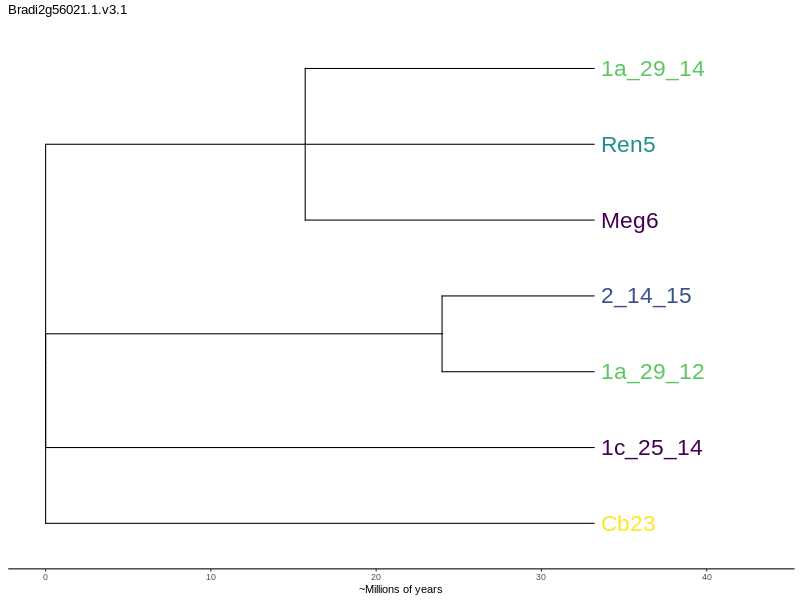 Bradi2g56021.1.v3.1
1a_29_14
Ren5
Meg6
2_14_15
1a_29_12
1c_25_14
Cb23
0 10 20 30 40
~Millions of years